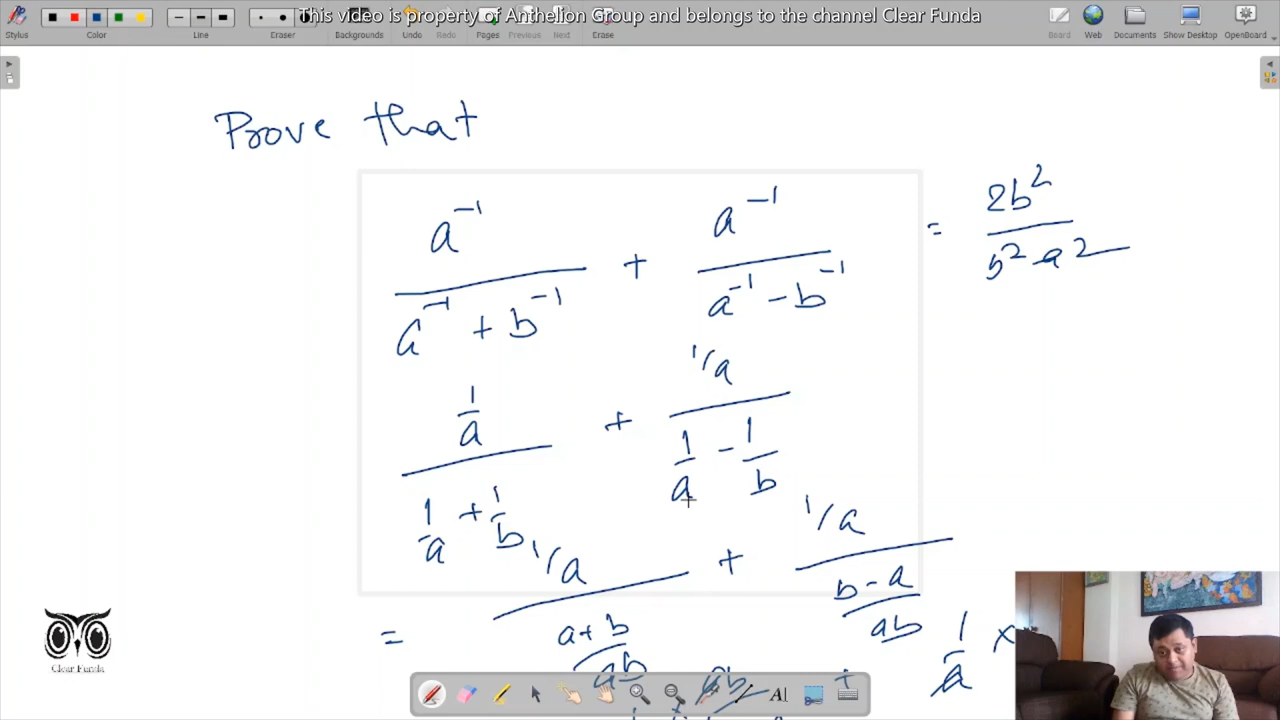 This video is property of Anthelion Group and belongs to the channel Clear Funda
Stylus Color Line Eraser Backgrounds Undo Redo Pages Previous Next Erase Board Web Documents Show Desktop OpenBoard
Prove that
a⁻¹ / (a⁻¹ + b⁻¹) + a⁻¹ / (a⁻¹ - b⁻¹) = 2b² / (b² - a²)
(1/a) / (1/a + 1/b) + (1/a) / (1/a - 1/b)
= (1/a) / ((a+b)/ab) + (1/a) / ((b-a)/ab)
ab + 1/a ×
Clear Funda